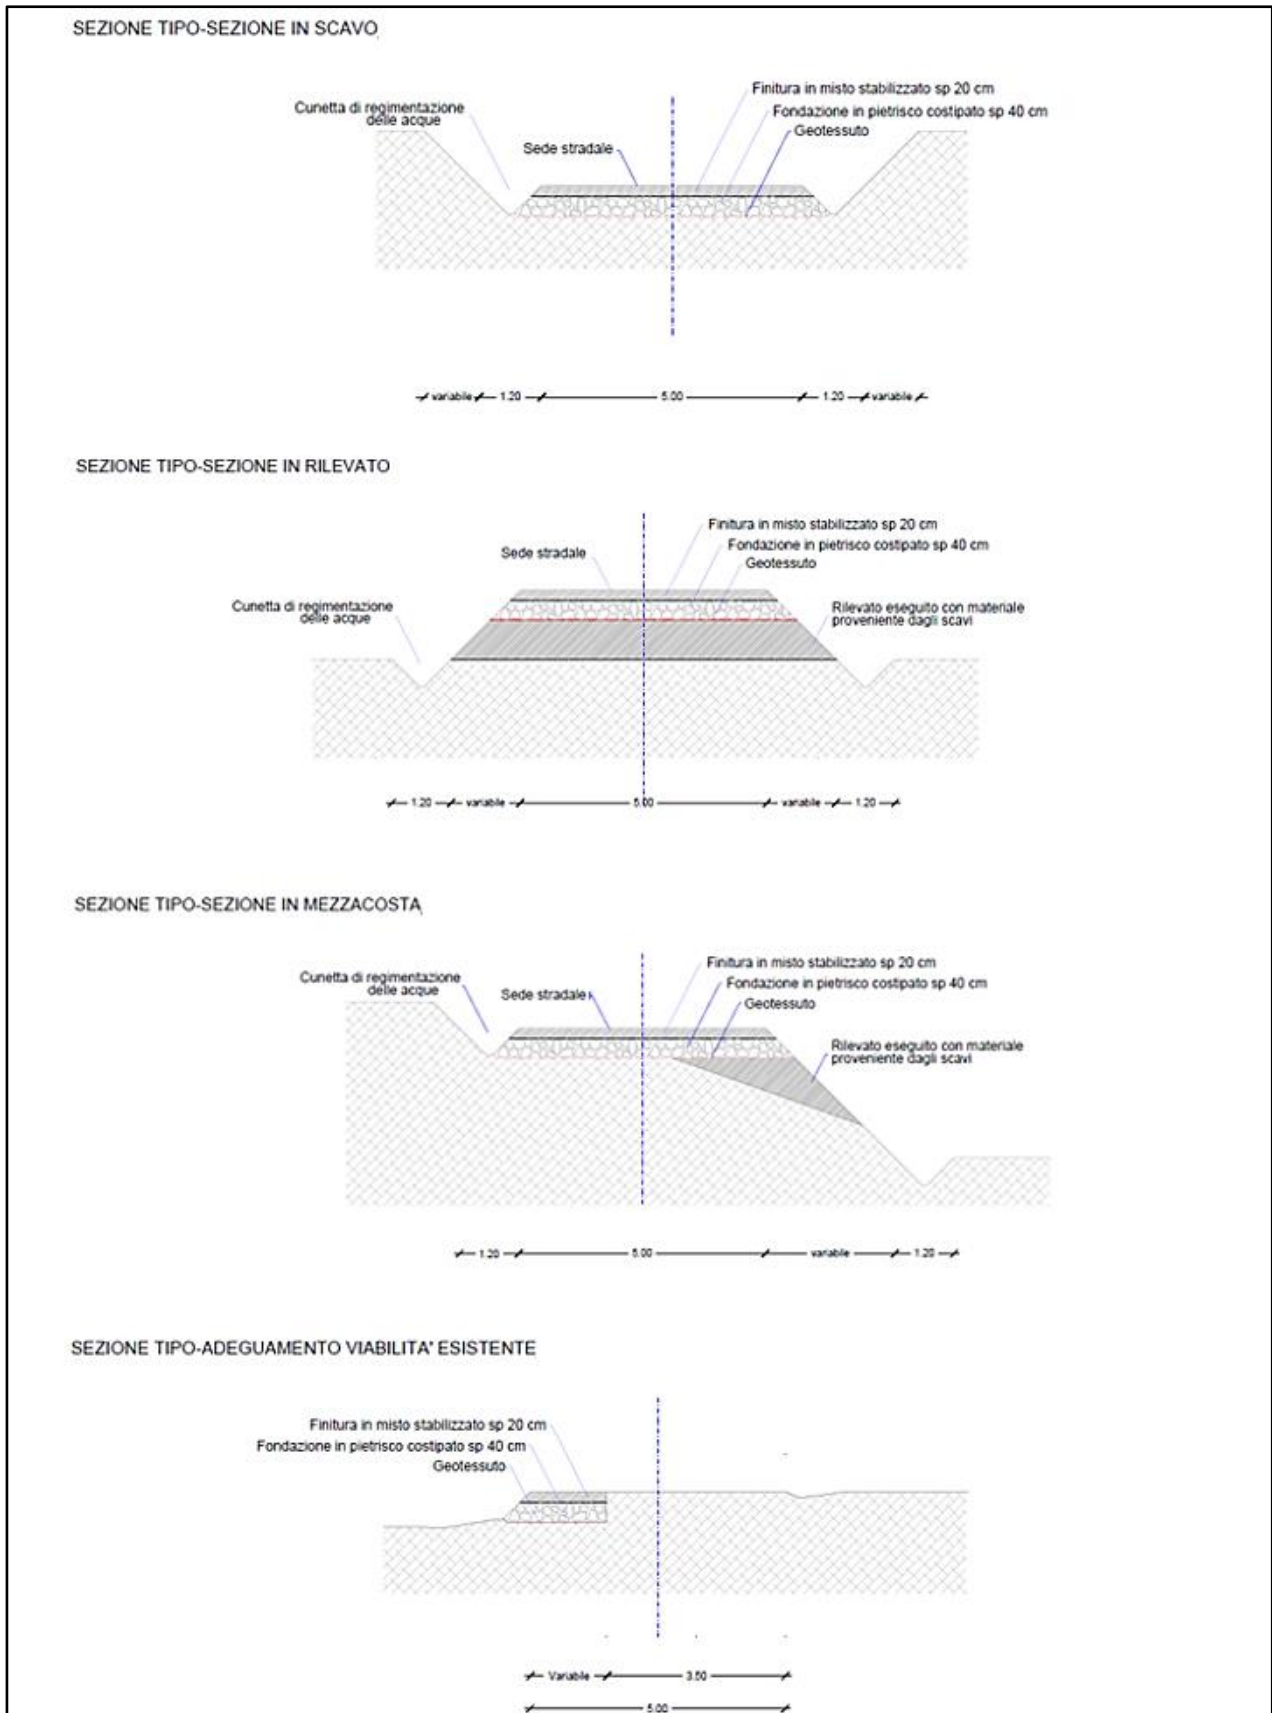 SEZIONE TIPO-SEZIONE IN SCAVO
Finitura in misto stabilizzato sp 20 cm
Cunetta di regimentazione
delle acque
Fondazione in pietrisco costipato sp 40 cm
Geotessuto
Sede stradale
variabile 1.20 5.00 1.20 variabile
SEZIONE TIPO-SEZIONE IN RILEVATO
Finitura in misto stabilizzato sp 20 cm
Fondazione in pietrisco costipato sp 40 cm
Sede stradale
Geotessuto
Cunetta di regimentazione
delle acque
Rilevato eseguito con materiale
proveniente dagli scavi
1.20 variabile 5.00 variabile 1.20
SEZIONE TIPO-SEZIONE IN MEZZACOSTA
Finitura in misto stabilizzato sp 20 cm
Cunetta di regimentazione
delle acque
Fondazione in pietrisco costipato sp 40 cm
Sede stradale
Geotessuto
Rilevato eseguito con materiale
proveniente dagli scavi
1.20 5.00 variabile 1.20
SEZIONE TIPO-ADEGUAMENTO VIABILITA' ESISTENTE
Finitura in misto stabilizzato sp 20 cm
Fondazione in pietrisco costipato sp 40 cm
Geotessuto
Variabile 3.50
5.00